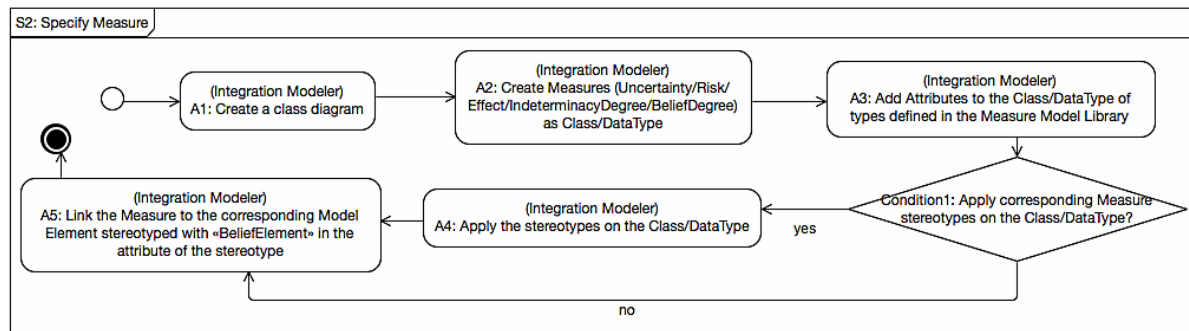 S2: Specify Measure
(Integration Modeler)
A1: Create a class diagram
(Integration Modeler)
A2: Create Measures (Uncertainty/Risk/
Effect/IndeterminacyDegree/BeliefDegree)
as Class/DataType
(Integration Modeler)
A3: Add Attributes to the Class/DataType of
types defined in the Measure Model Library
Condition1: Apply corresponding Measure
stereotypes on the Class/DataType?
yes
(Integration Modeler)
A4: Apply the stereotypes on the Class/DataType
(Integration Modeler)
A5: Link the Measure to the corresponding Model
Element stereotyped with «BeliefElement» in the
attribute of the stereotype
no